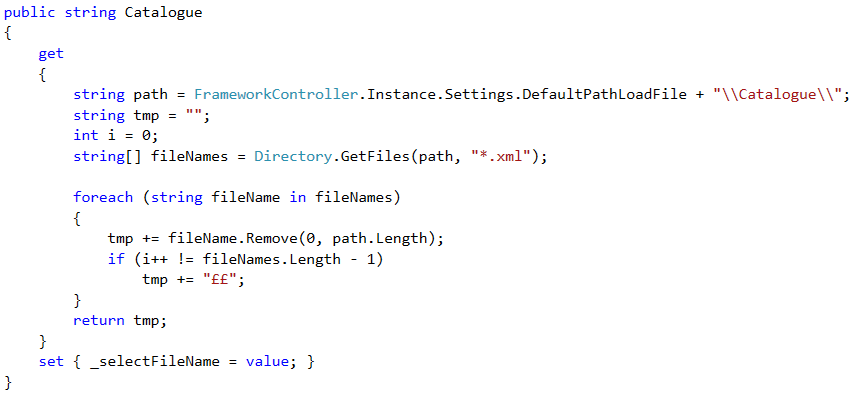 public string Catalogue
{
    get
    {
        string path = FrameworkController.Instance.Settings.DefaultPathLoadFile + "\\Catalogue\\";
        string tmp = "";
        int i = 0;
        string[] fileNames = Directory.GetFiles(path, "*.xml");

        foreach (string fileName in fileNames)
        {
            tmp += fileName.Remove(0, path.Length);
            if (i++ != fileNames.Length - 1)
                tmp += "££";
        }
        return tmp;
    }
    set { _selectFileName = value; }
}